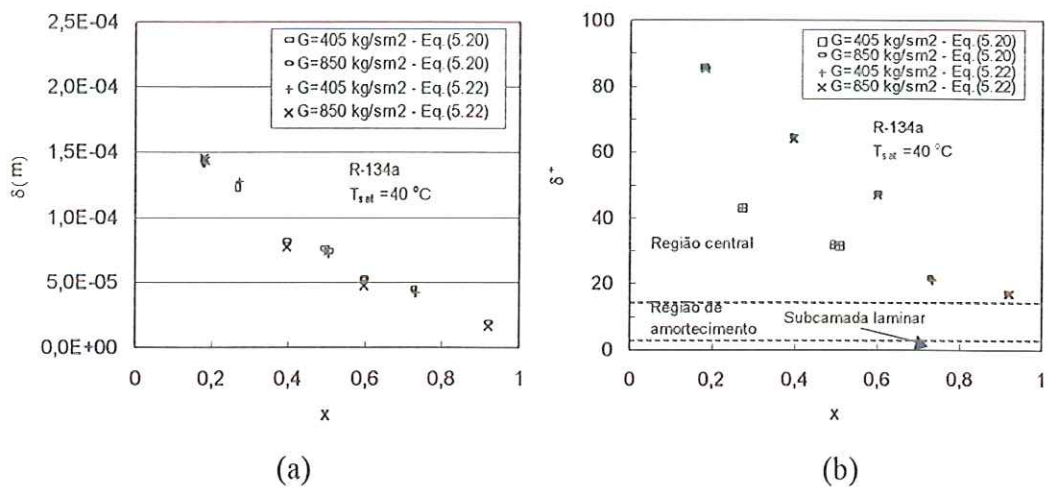 2,5E-04
2,0E-04
1,5E-04
1,0E-04
5,0E-05
0,0E+00
δ(m)
G=405 kg/sm2 - Eq.(5.20)
G=850 kg/sm2 - Eq.(5.20)
G=405 kg/sm2 - Eq.(5.22)
G=850 kg/sm2 - Eq.(5.22)
R-134a
Tsat =40 °C
0 0,2 0,4 0,6 0,8 1
x
(a)
100
80
60
40
20
0
δ+
G=405 kg/sm2 - Eq.(5.20)
G=850 kg/sm2 - Eq.(5.20)
G=405 kg/sm2 - Eq.(5.22)
G=850 kg/sm2 - Eq.(5.22)
R-134a
Tsat =40 °C
Região central
Região de
amortecimento
Subcamada laminar
0 0,2 0,4 0,6 0,8 1
x
(b)